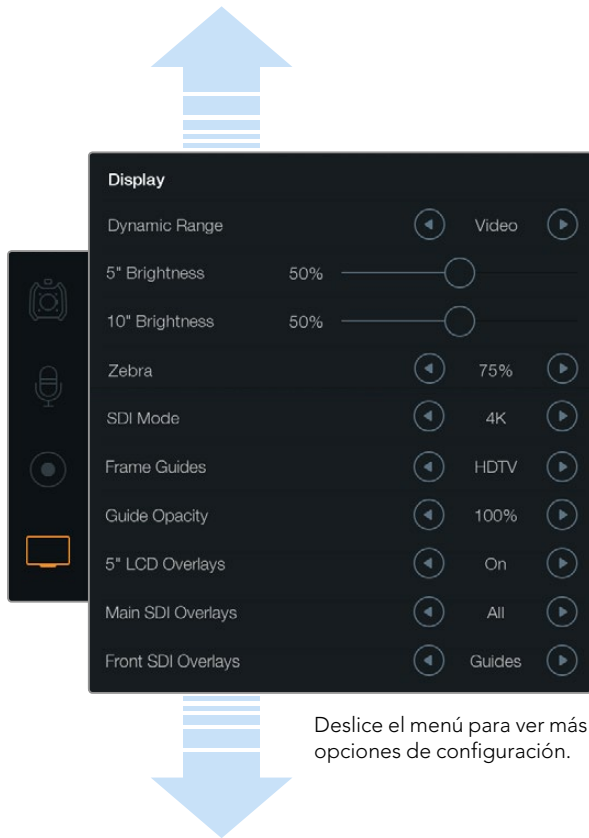 Display
Dynamic Range Video
5" Brightness 50%
10" Brightness 50%
Zebra 75%
SDI Mode 4K
Frame Guides HDTV
Guide Opacity 100%
5" LCD Overlays On
Main SDI Overlays All
Front SDI Overlays Guides
Deslice el menú para ver más
opciones de configuración.